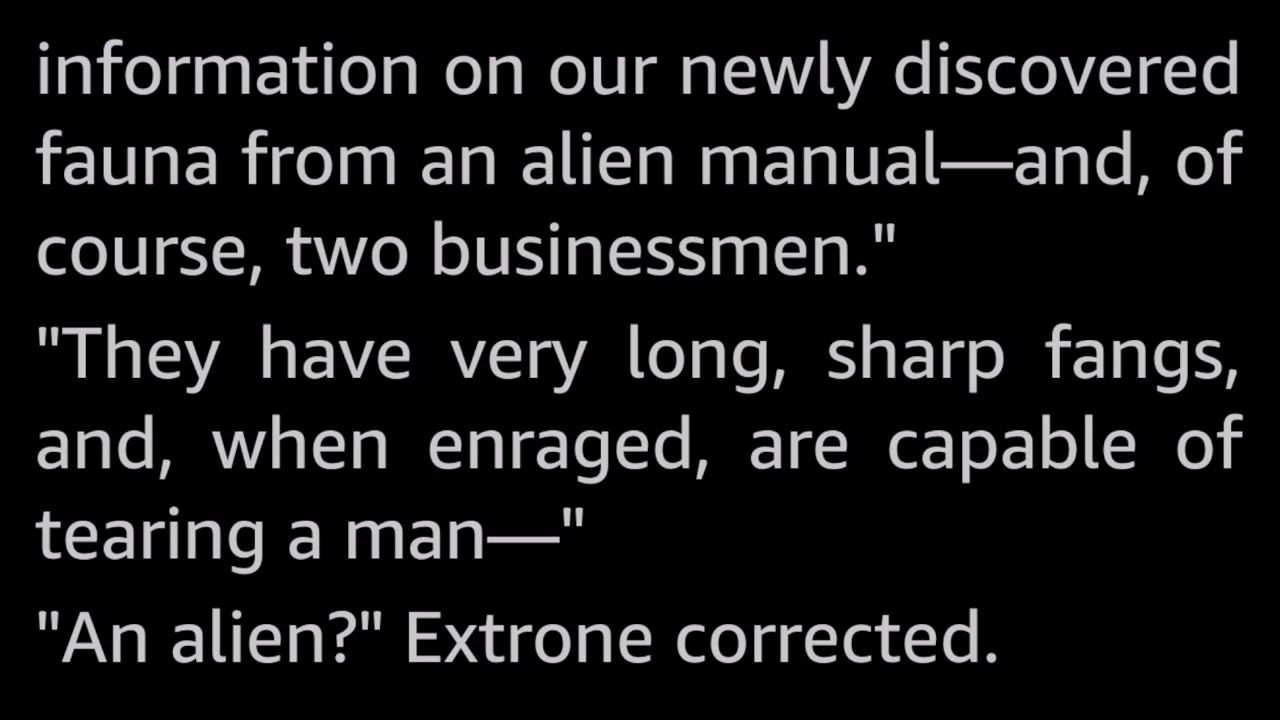 information on our newly discovered
fauna from an alien manual—and, of
course, two businessmen."
"They have very long, sharp fangs,
and, when enraged, are capable of
tearing a man—"
"An alien?" Extrone corrected.